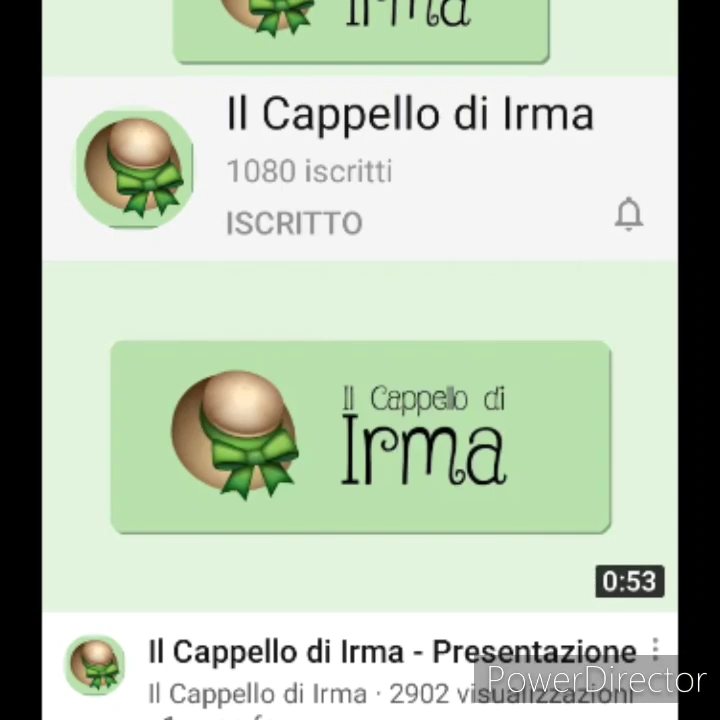 Irma
Il Cappello di Irma
1080 iscritti
ISCRITTO
Il Cappello di
Irma
0:53
Il Cappello di Irma - Presentazione
Il Cappello di Irma · 2902 visualizzazioni
PowerDirector